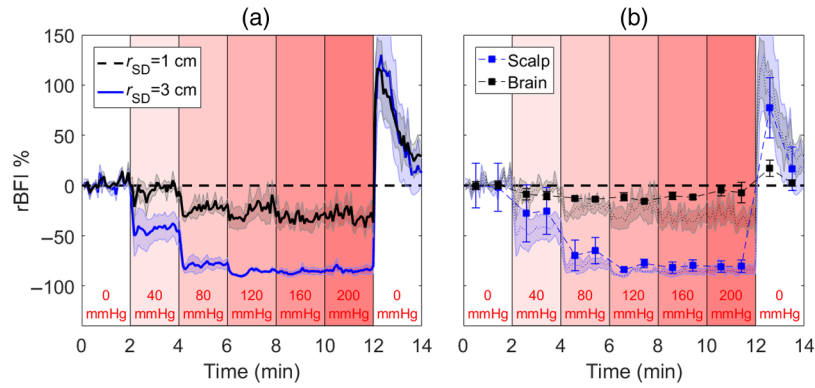 (a)
(b)
150
100
50
0
−50
−100
rBFI %
r_SD=1 cm
r_SD=3 cm
Scalp
Brain
0 mmHg
40 mmHg
80 mmHg
120 mmHg
160 mmHg
200 mmHg
0 mmHg
0 mmHg
40 mmHg
80 mmHg
120 mmHg
160 mmHg
200 mmHg
0 mmHg
0 2 4 6 8 10 12 14
0 2 4 6 8 10 12 14
Time (min)
Time (min)